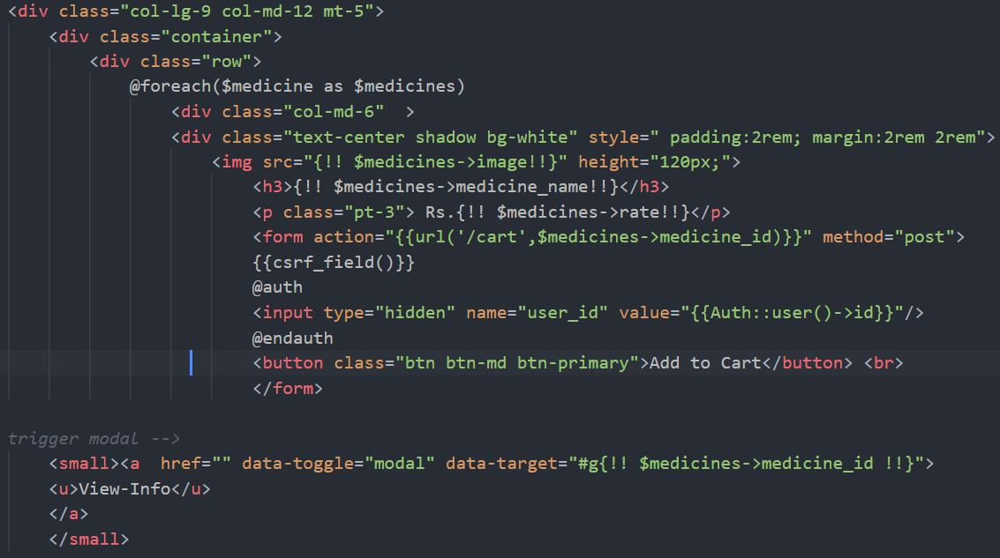 <div class="col-lg-9 col-md-12 mt-5">
<div class="container">
<div class="row">
@foreach($medicine as $medicines)
<div class="col-md-6"  >
<div class="text-center shadow bg-white" style=" padding:2rem; margin:2rem 2rem">
<img src="{!! $medicines->image!!}" height="120px;">
<h3>{!! $medicines->medicine_name!!}</h3>
<p class="pt-3"> Rs.{!! $medicines->rate!!}</p>
<form action="{{url('/cart',$medicines->medicine_id)}}" method="post">
{{csrf_field()}}
@auth
<input type="hidden" name="user_id" value="{{Auth::user()->id}}"/>
@endauth
<button class="btn btn-md btn-primary">Add to Cart</button> <br>
</form>
trigger modal -->
<small><a  href="" data-toggle="modal" data-target="#g{!! $medicines->medicine_id !!}">
<u>View-Info</u>
</a>
</small>